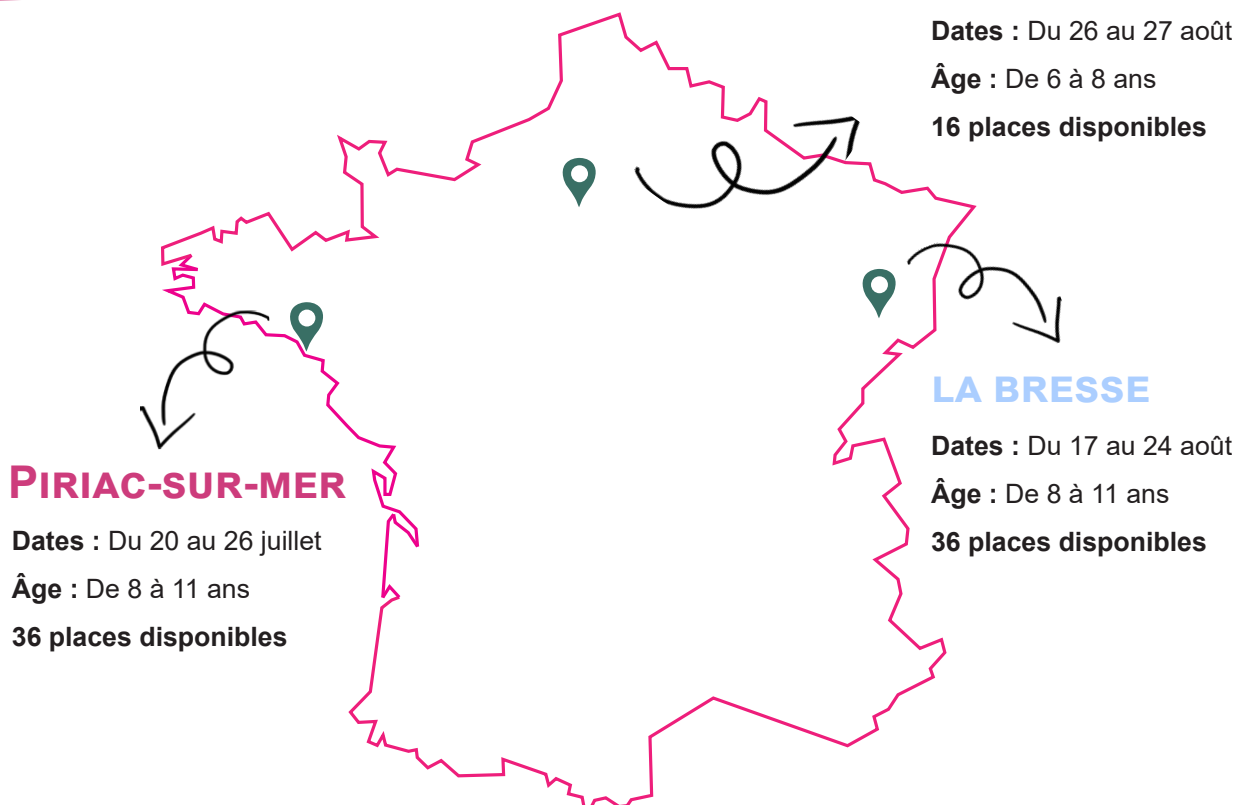 Dates : Du 26 au 27 août
Âge : De 6 à 8 ans
16 places disponibles
LA BRESSE
Dates : Du 17 au 24 août
Âge : De 8 à 11 ans
36 places disponibles
PIRIAC-SUR-MER
Dates : Du 20 au 26 juillet
Âge : De 8 à 11 ans
36 places disponibles